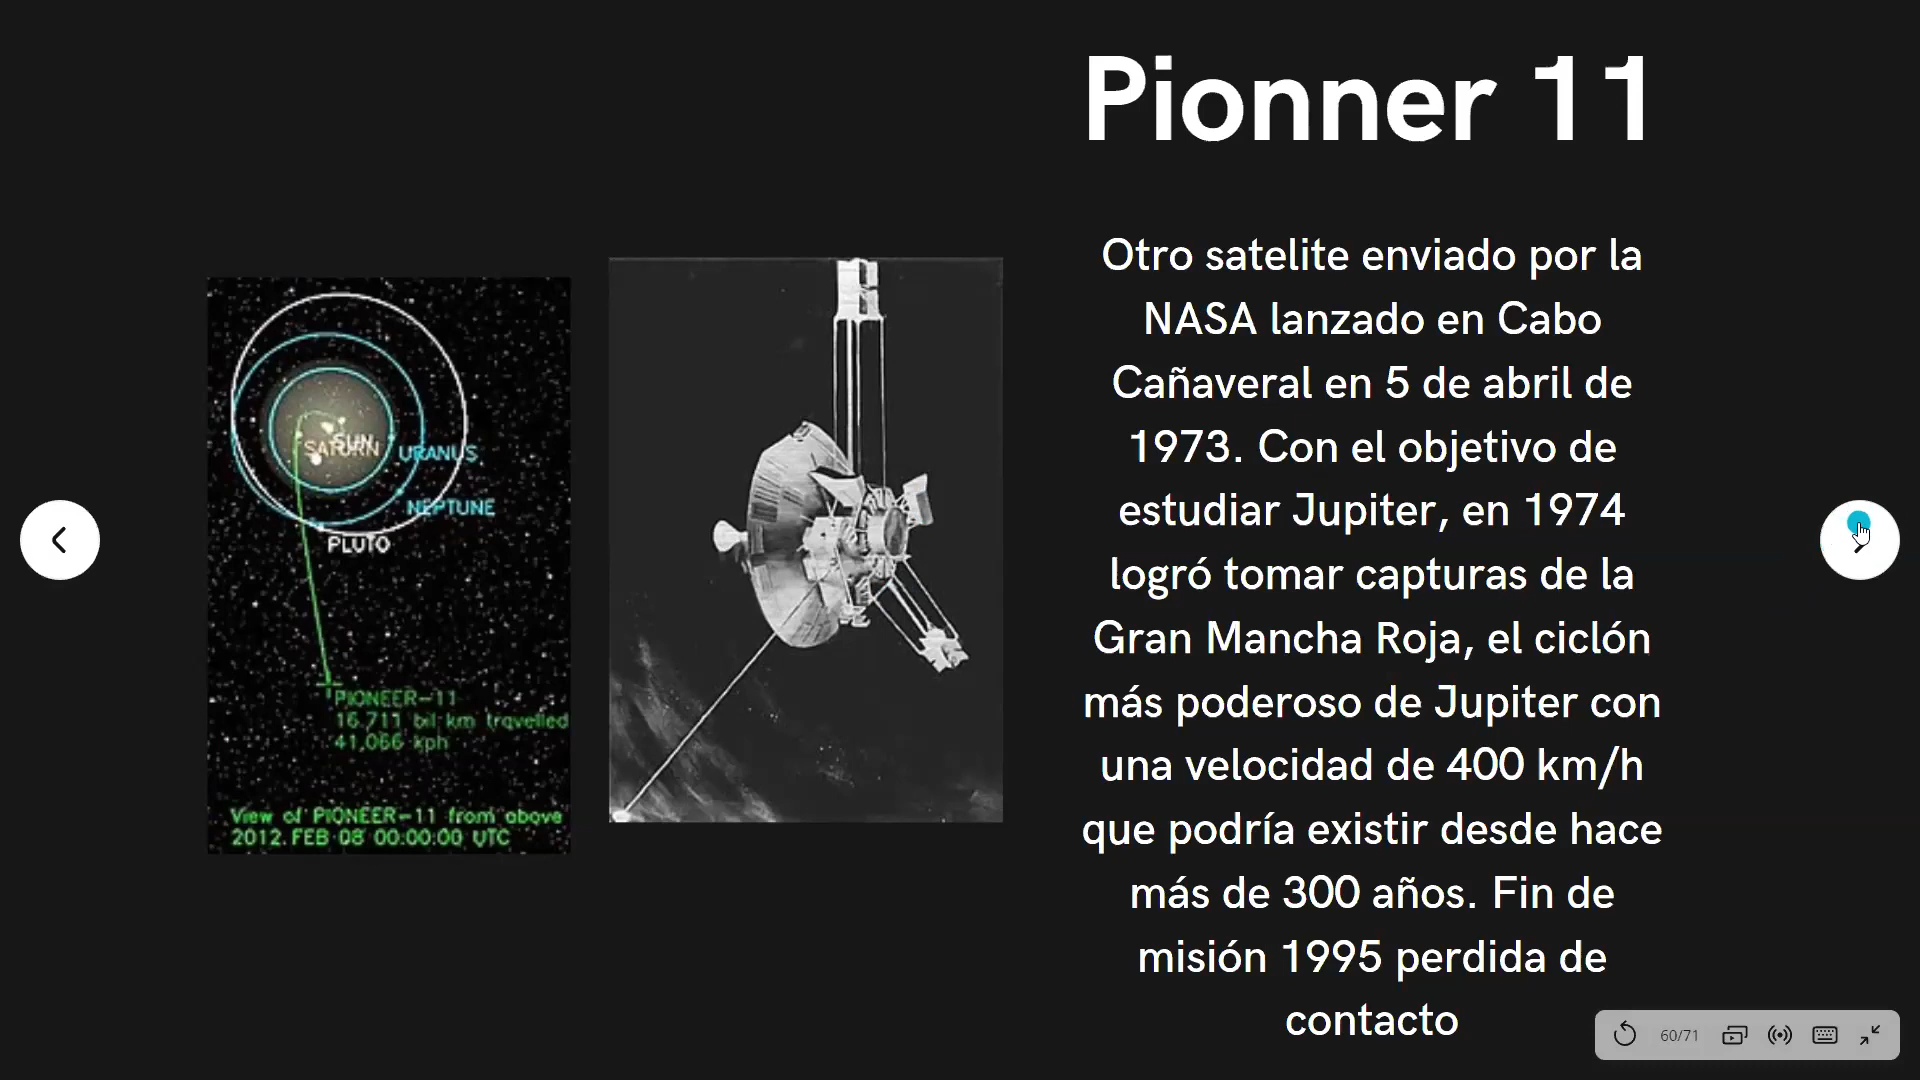 Pionner 11
Otro satelite enviado por la
NASA lanzado en Cabo
Cañaveral en 5 de abril de
1973. Con el objetivo de
estudiar Jupiter, en 1974
logró tomar capturas de la
Gran Mancha Roja, el ciclón
más poderoso de Jupiter con
una velocidad de 400 km/h
que podría existir desde hace
más de 300 años. Fin de
misión 1995 perdida de
contacto
SUN
SATURN
URANUS
NEPTUNE
PLUTO
PIONEER-11
16.711 bil km travelled
41,066 kph
View of PIONEER-11 from above
2012 FEB 08 00:00:00 UTC
60/71